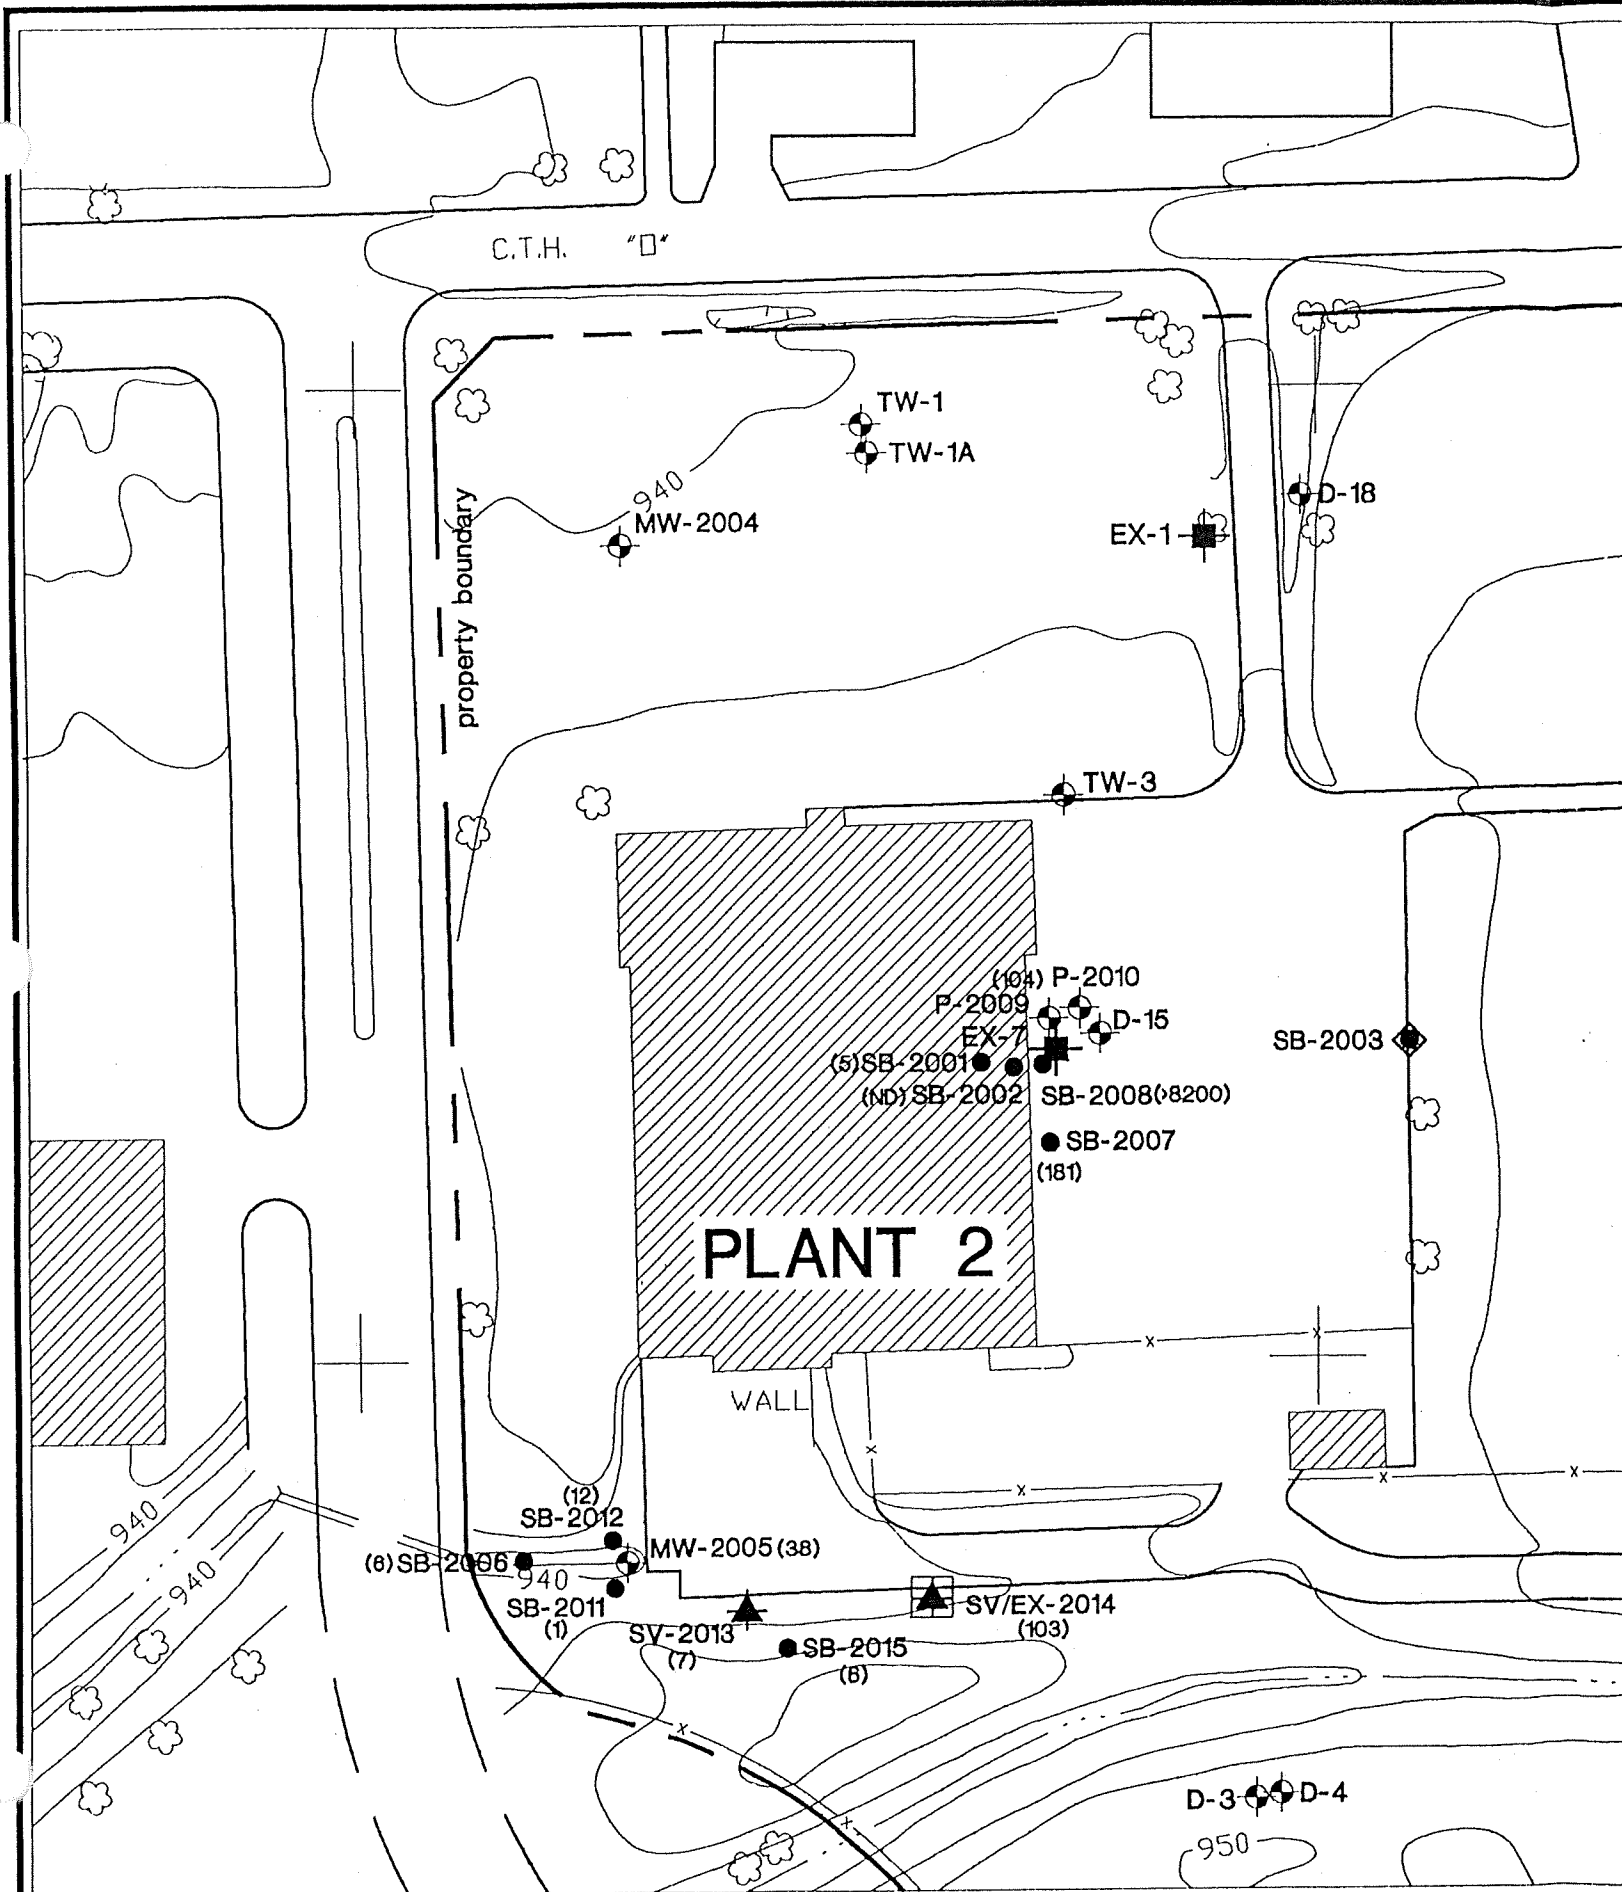 C.T.H. "D"
TW-1
TW-1A
940
MW-2004
D-18
EX-1
property boundary
TW-3
(104) P-2010
P-2009
D-15
EX-7
SB-2003
(5)SB-2001
(ND) SB-2002
SB-2008(>8200)
SB-2007
(181)
PLANT 2
WALL
x
x
x
x
x
x
(12)
SB-2012
940
MW-2005(38)
(6)SB-2006
940
940
SB-2011
(1)
SV-2013
(7)
SV/EX-2014
(103)
SB-2015
(6)
x
x
D-3
D-4
950